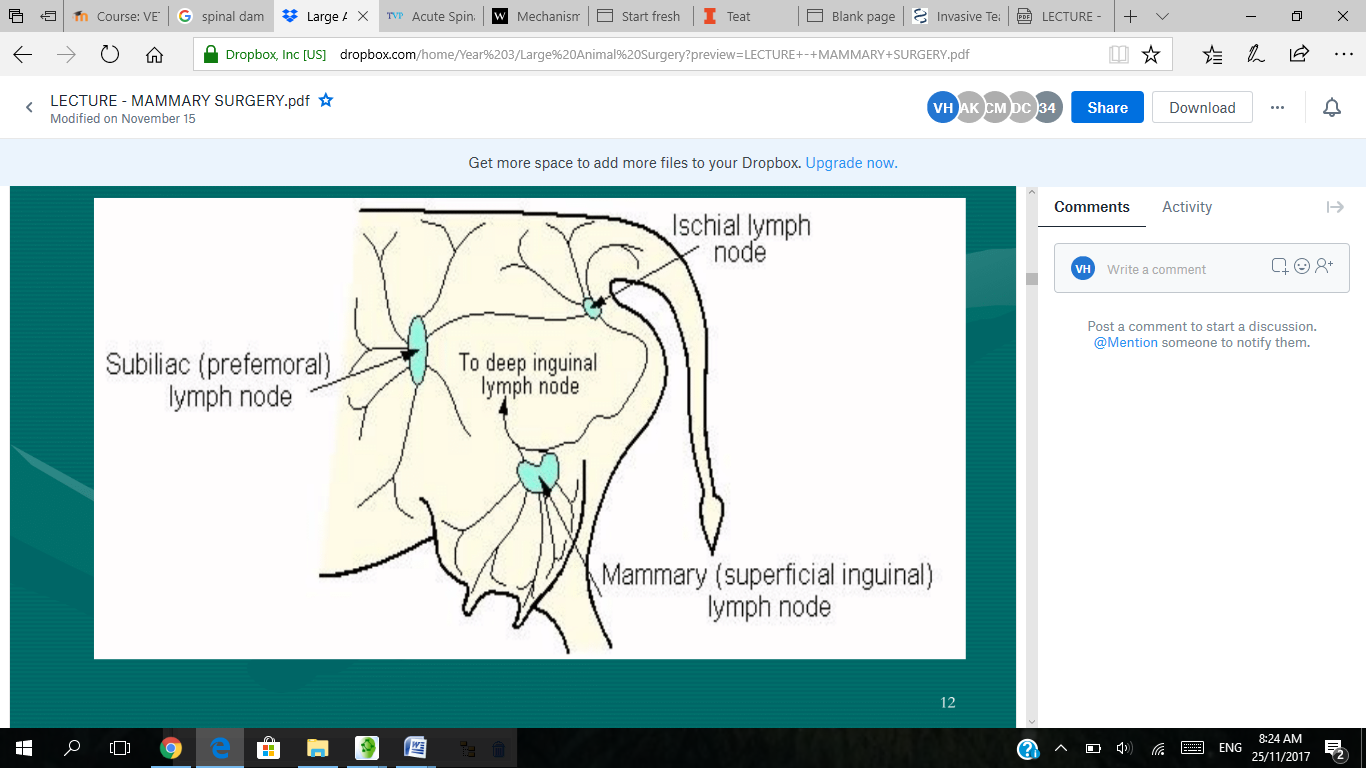 Course: VET
spinal dam
Large A
TVP Acute Spin
W Mechanism
Start fresh
Teat
Blank page
Invasive Tea
LECTURE -
Dropbox, Inc [US] dropbox.com/home/Year%203/Large%20Animal%20Surgery?preview=LECTURE+-+MAMMARY+SURGERY.pdf
LECTURE - MAMMARY SURGERY.pdf
Modified on November 15
VH AK CM DC 34
Share
Download
Get more space to add more files to your Dropbox. Upgrade now.
Ischial lymph
node
Subiliac (prefemoral)
lymph node
To deep inguinal
lymph node
Mammary (superficial inguinal)
lymph node
12
Comments
Activity
VH Write a comment
Post a comment to start a discussion.
@Mention someone to notify them.
ENG
8:24 AM
25/11/2017
2